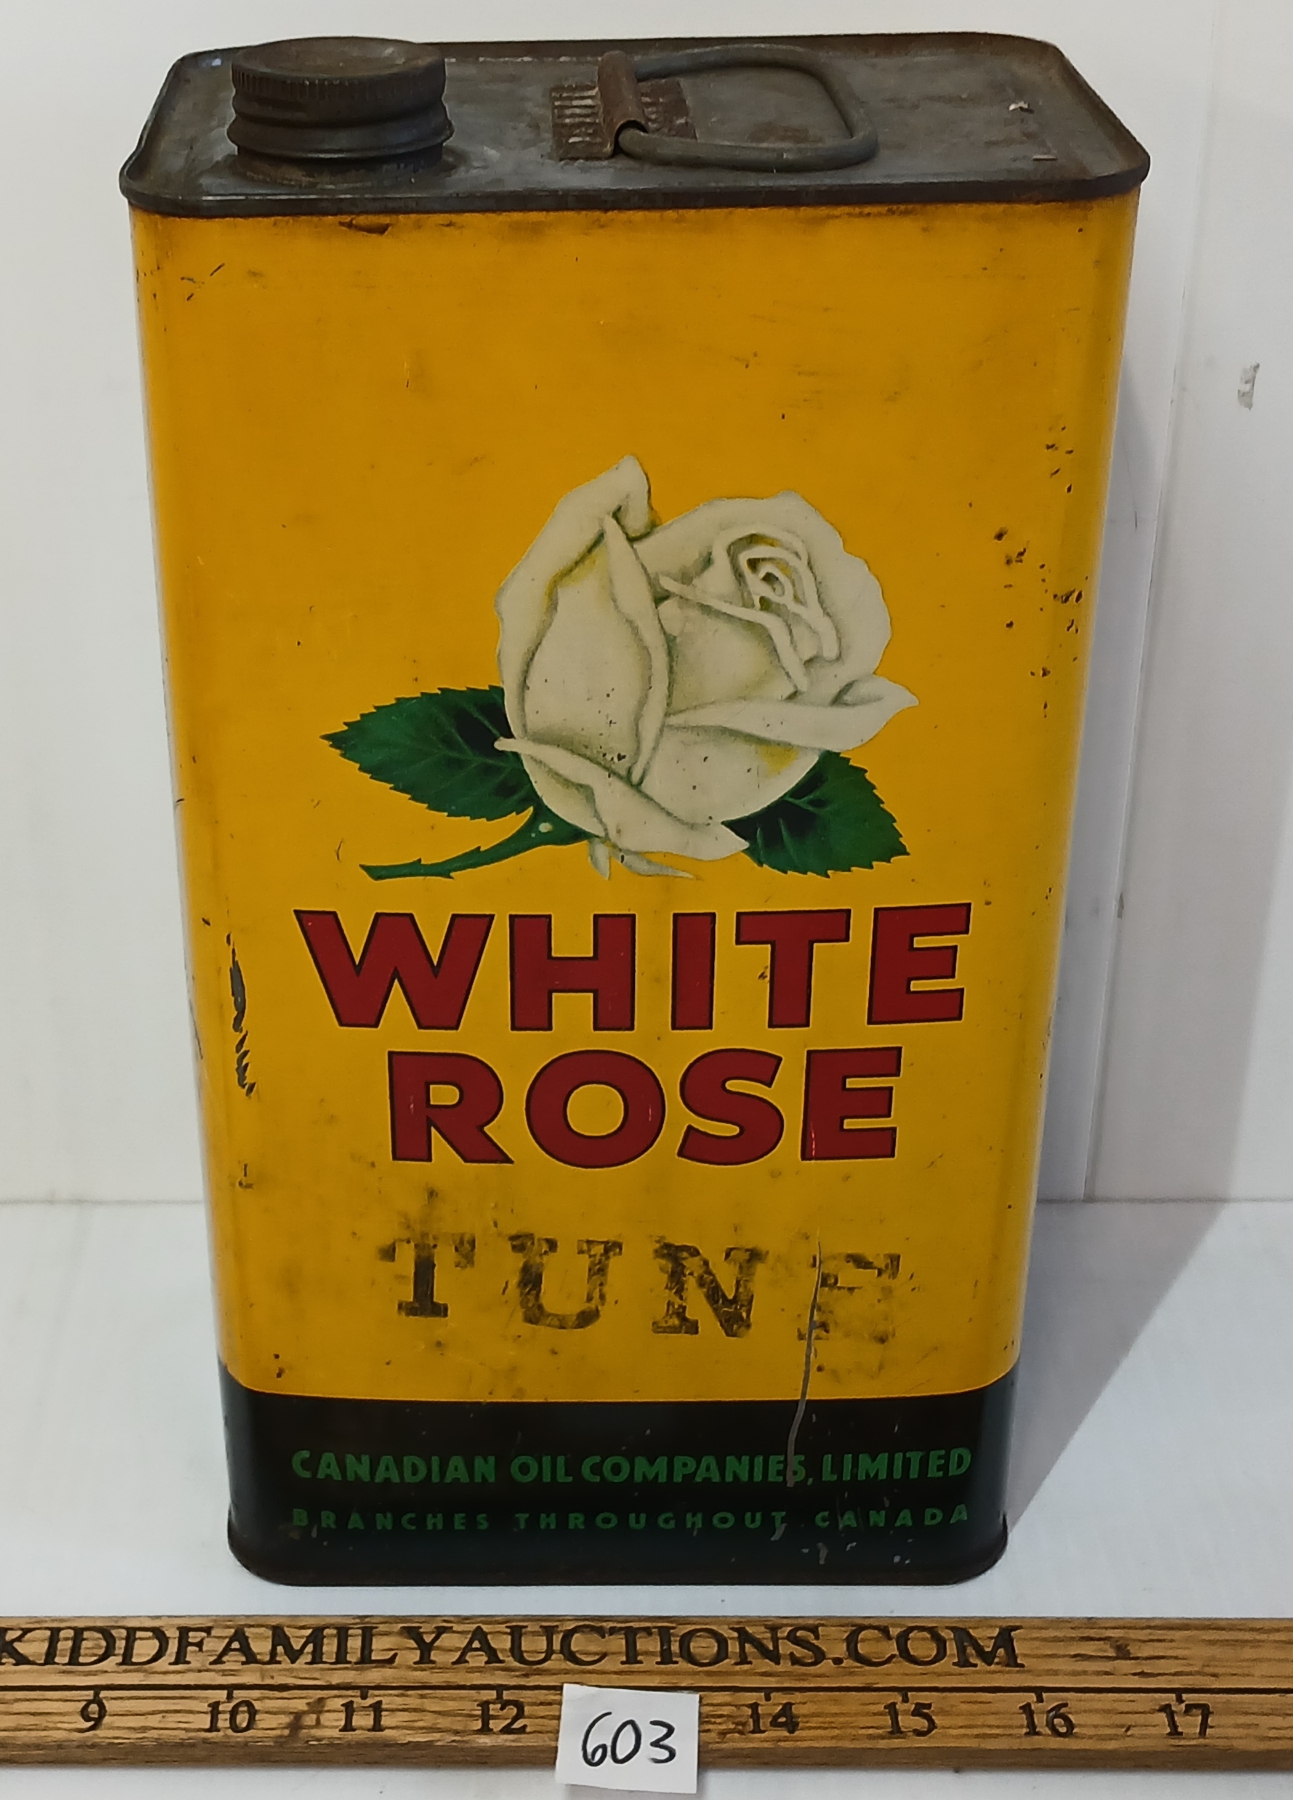 WHITE
ROSE
TUNE
CANADIAN OIL COMPANIES, LIMITED
BRANCHES THROUGHOUT CANADA
KIDDFAMILYAUCTIONS.COM
9 10 11 12 14 15 16 17
603